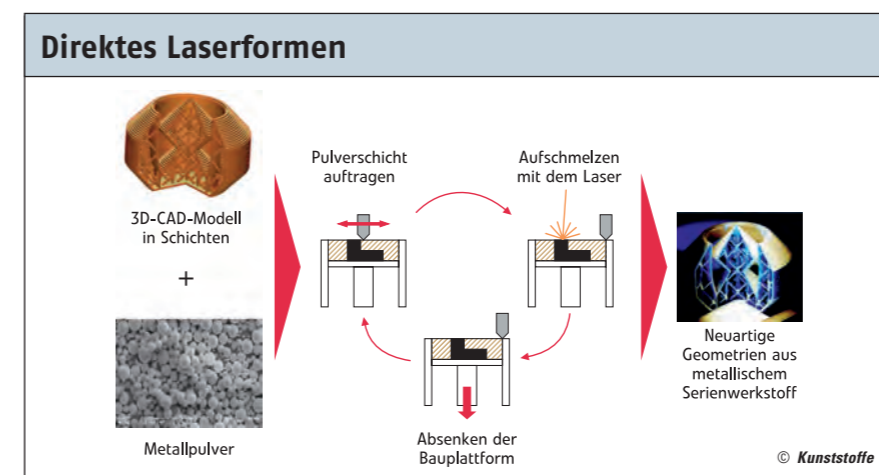 Direktes Laserformen
3D-CAD-Modell
in Schichten
+
Metallpulver
Pulverschicht
auftragen
Aufschmelzen
mit dem Laser
Absenken der
Bauplattform
Neuartige
Geometrien aus
metallischem
Serienwerkstoff
© Kunststoffe